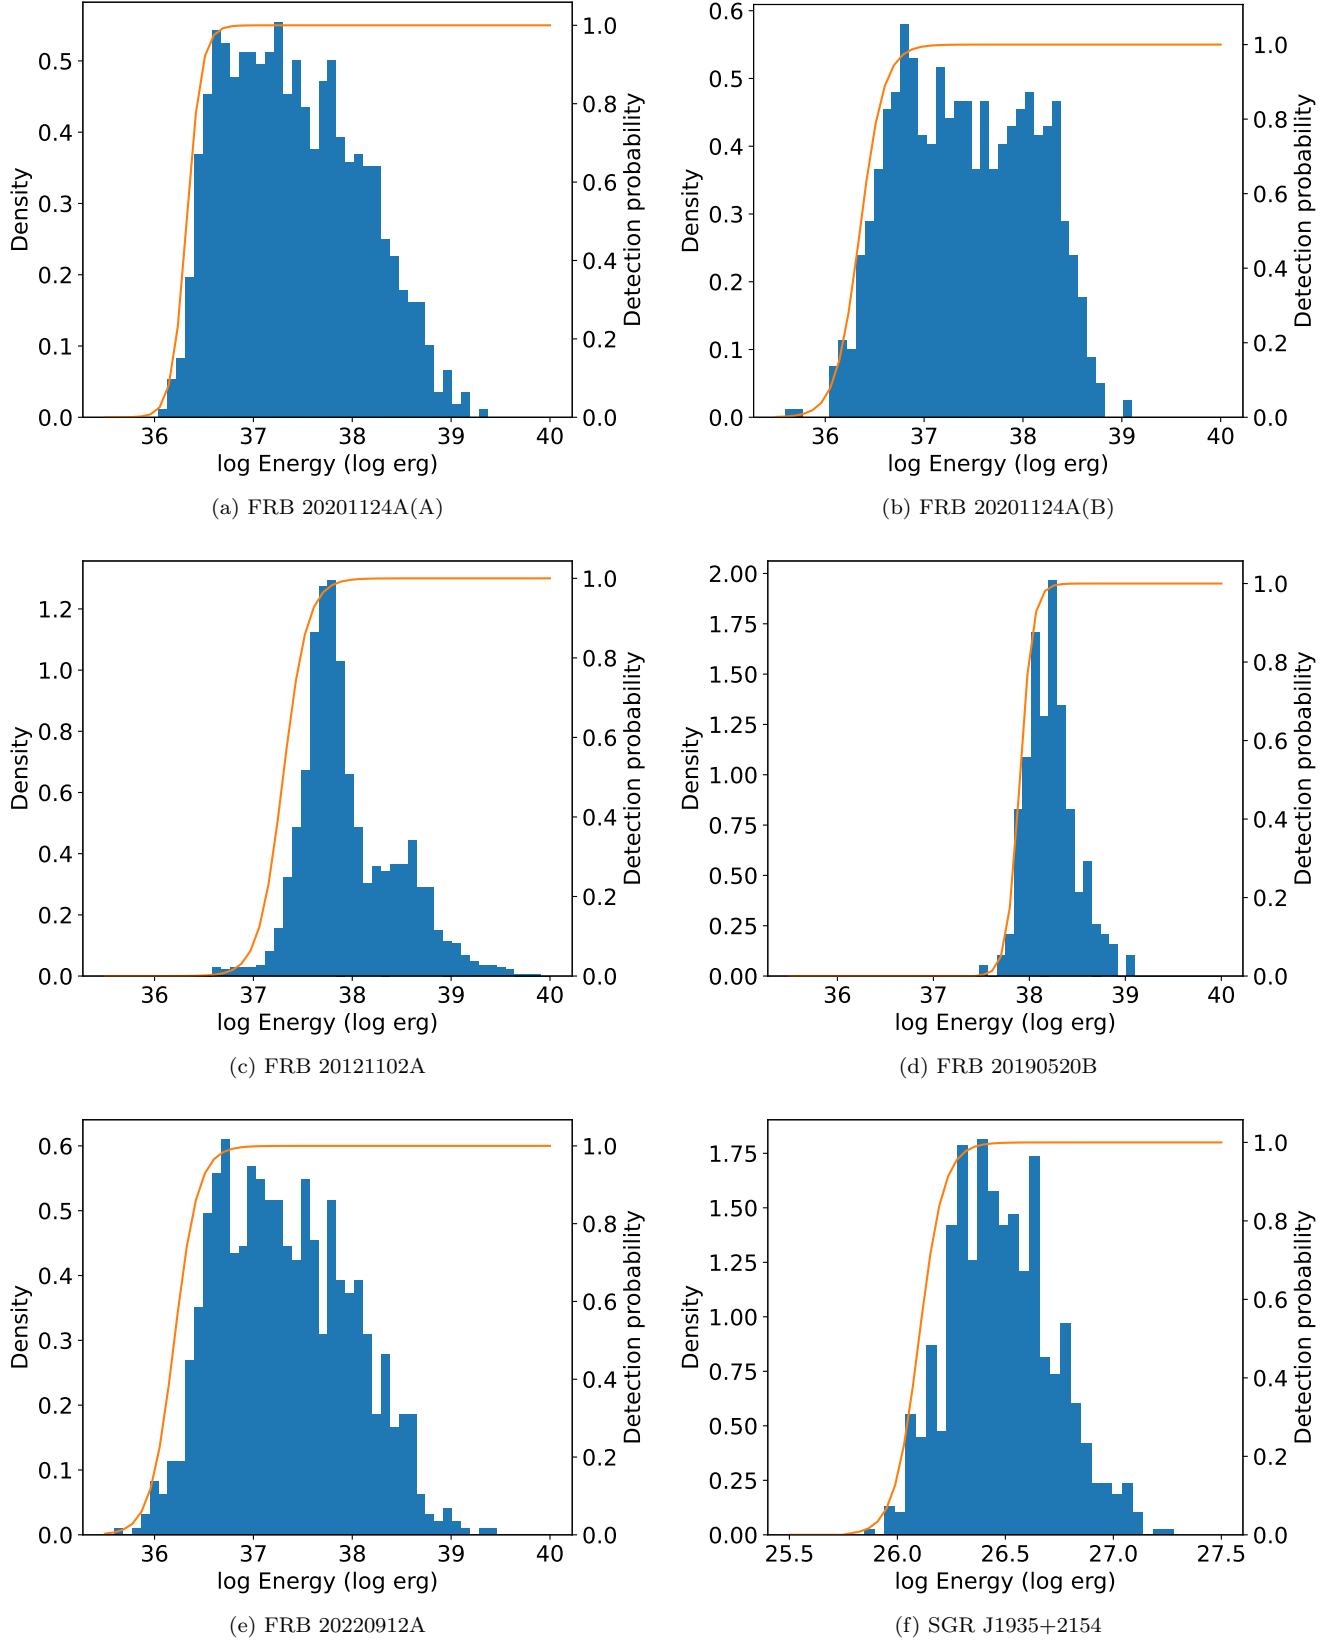 0.5
0.4
0.3
0.2
0.1
0.0
Density
36 37 38 39 40
log Energy (log erg)
1.0
0.8
0.6
0.4
0.2
0.0
Detection probability
(a) FRB 20201124A(A)
0.6
0.5
0.4
0.3
0.2
0.1
0.0
Density
36 37 38 39 40
log Energy (log erg)
1.0
0.8
0.6
0.4
0.2
0.0
Detection probability
(b) FRB 20201124A(B)
1.2
1.0
0.8
0.6
0.4
0.2
0.0
Density
36 37 38 39 40
log Energy (log erg)
1.0
0.8
0.6
0.4
0.2
0.0
Detection probability
(c) FRB 20121102A
2.00
1.75
1.50
1.25
1.00
0.75
0.50
0.25
0.00
Density
36 37 38 39 40
log Energy (log erg)
1.0
0.8
0.6
0.4
0.2
0.0
Detection probability
(d) FRB 20190520B
0.6
0.5
0.4
0.3
0.2
0.1
0.0
Density
36 37 38 39 40
log Energy (log erg)
1.0
0.8
0.6
0.4
0.2
0.0
Detection probability
(e) FRB 20220912A
1.75
1.50
1.25
1.00
0.75
0.50
0.25
0.00
Density
25.5 26.0 26.5 27.0 27.5
log Energy (log erg)
1.0
0.8
0.6
0.4
0.2
0.0
Detection probability
(f) SGR J1935+2154